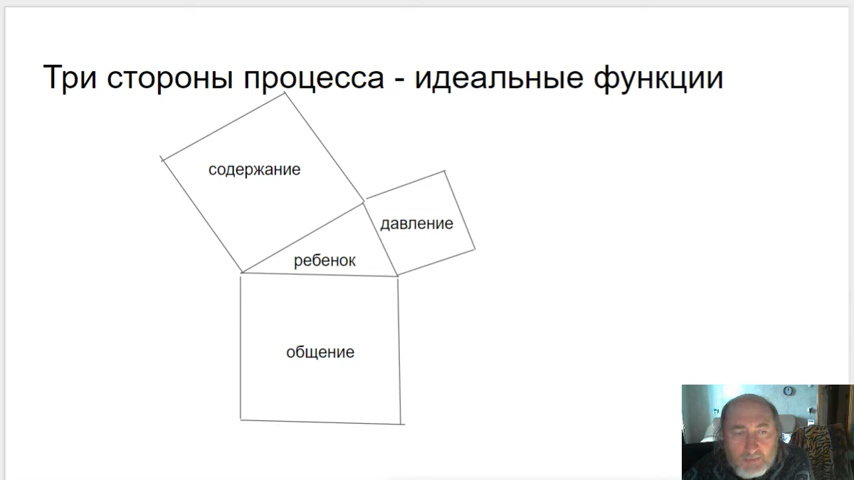 Три стороны процесса - идеальные функции
содержание
давление
ребенок
общение